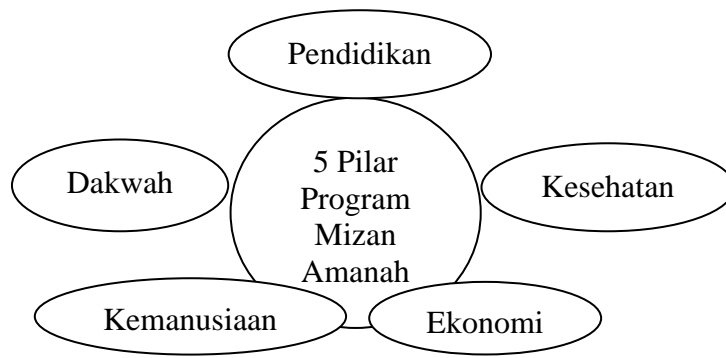 Pendidikan
Dakwah
5 Pilar
Program
Mizan
Amanah
Kesehatan
Kemanusiaan
Ekonomi